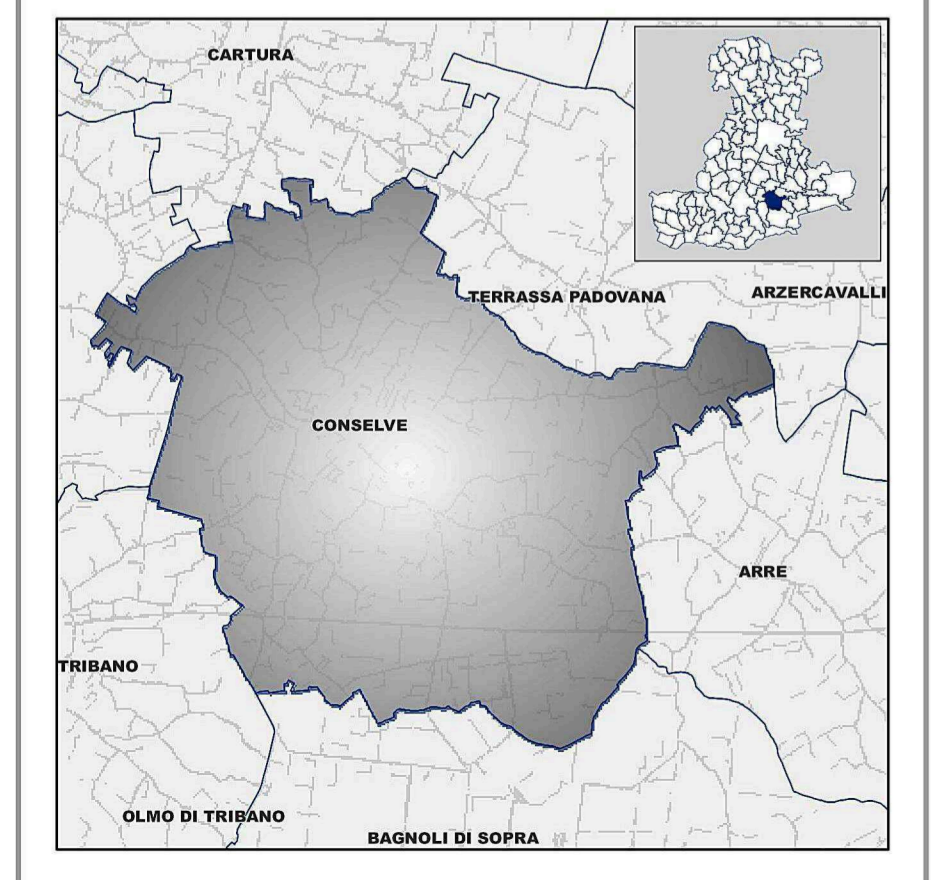 CARTURA
TERRASSA PADOVANA
ARZERCAVALLI
CONSELVE
ARRE
TRIBANO
OLMO DI TRIBANO
BAGNOLI DI SOPRA